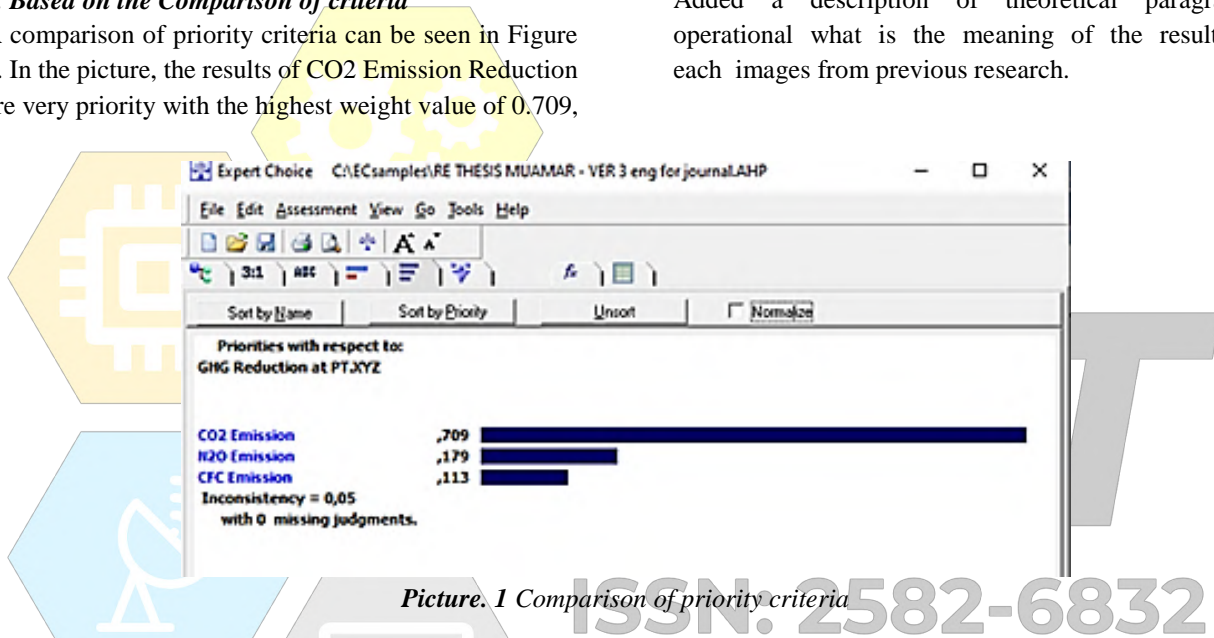 Based on the Comparison of criteria
comparison of priority criteria can be seen in Figure
. In the picture, the results of CO2 Emission Reduction
re very priority with the highest weight value of 0.709,
Added a description of theoretical paragra
operational what is the meaning of the result
each images from previous research.
Expert Choice C:\ECsamples\RE THESIS MUAMAR - VER 3 eng for journal.AHP
File Edit Assessment View Go Tools Help
3:1 ABC
Sort by Name Sort by Priority Unsort Normalize
Priorities with respect to:
GHG Reduction at PT.XYZ
CO2 Emission ,709
N2O Emission ,179
CFC Emission ,113
Inconsistency = 0,05
with 0 missing judgments.
Picture. 1 Comparison of priority criteria
ISSN: 2582-6832